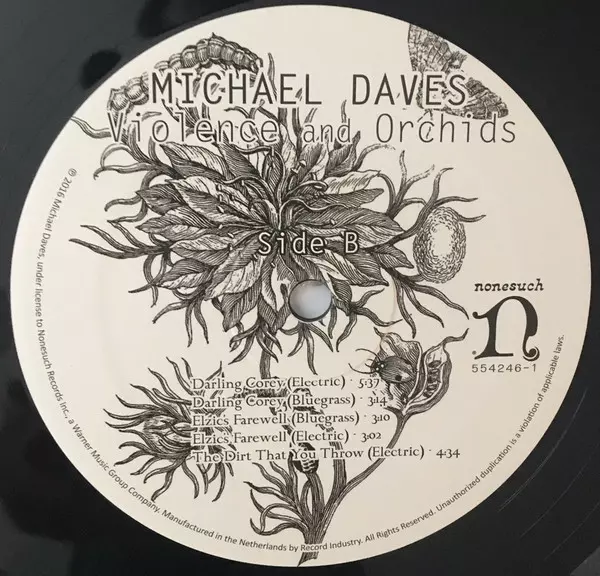 MICHAEL DAVES
Violence and Orchids
Side B
nonesuch
n
554246-1
Darling Corey (Electric) · 5:37
Darling Corey (Bluegrass) · 3:14
Elzics Farewell (Bluegrass) · 3:10
Elzics Farewell (Electric) · 3:02
The Dirt That You Throw (Electric) · 4:34
℗ 2016 Michael Daves, under license to Nonesuch Records Inc., a Warner Music Group Company. Manufactured in the Netherlands by Record Industry. All Rights Reserved. Unauthorized duplication is a violation of applicable laws.